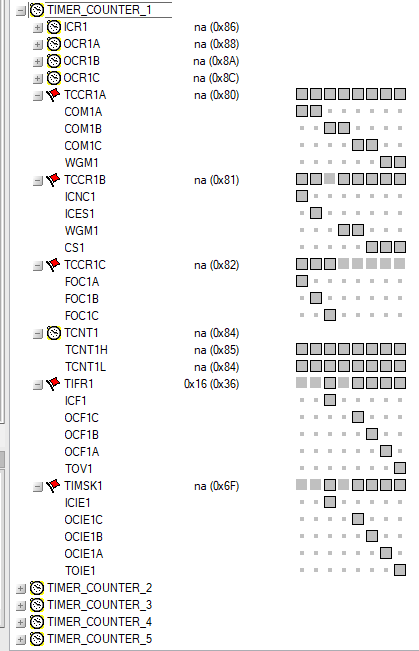 TIMER_COUNTER_1
ICR1 na (0x86)
OCR1A na (0x88)
OCR1B na (0x8A)
OCR1C na (0x8C)
TCCR1A na (0x80)
COM1A
COM1B
COM1C
WGM1
TCCR1B na (0x81)
ICNC1
ICES1
WGM1
CS1
TCCR1C na (0x82)
FOC1A
FOC1B
FOC1C
TCNT1 na (0x84)
TCNT1H na (0x85)
TCNT1L na (0x84)
TIFR1 0x16 (0x36)
ICF1
OCF1C
OCF1B
OCF1A
TOV1
TIMSK1 na (0x6F)
ICIE1
OCIE1C
OCIE1B
OCIE1A
TOIE1
TIMER_COUNTER_2
TIMER_COUNTER_3
TIMER_COUNTER_4
TIMER_COUNTER_5